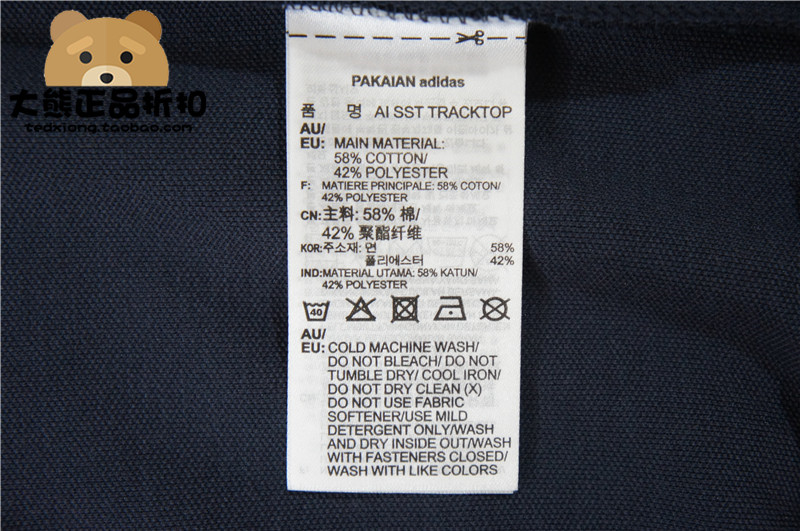 大熊正品折扣
tedxiong.taobao.com
PAKAIAN adidas
품 명 AI SST TRACKTOP
AU/
EU: MAIN MATERIAL:
58% COTTON/
42% POLYESTER
F: MATIERE PRINCIPALE: 58% COTON/
42% POLYESTER
CN:主料: 58% 棉/
42% 聚酯纤维
KOR:주소재: 면 58%
폴리에스터 42%
IND:MATERIAL UTAMA: 58% KATUN/
42% POLYESTER
40
AU/
EU: COLD MACHINE WASH/
DO NOT BLEACH/ DO NOT
TUMBLE DRY/ COOL IRON/
DO NOT DRY CLEAN (X)
DO NOT USE FABRIC
SOFTENER/USE MILD
DETERGENT ONLY/WASH
AND DRY INSIDE OUT/WASH
WITH FASTENERS CLOSED/
WASH WITH LIKE COLORS